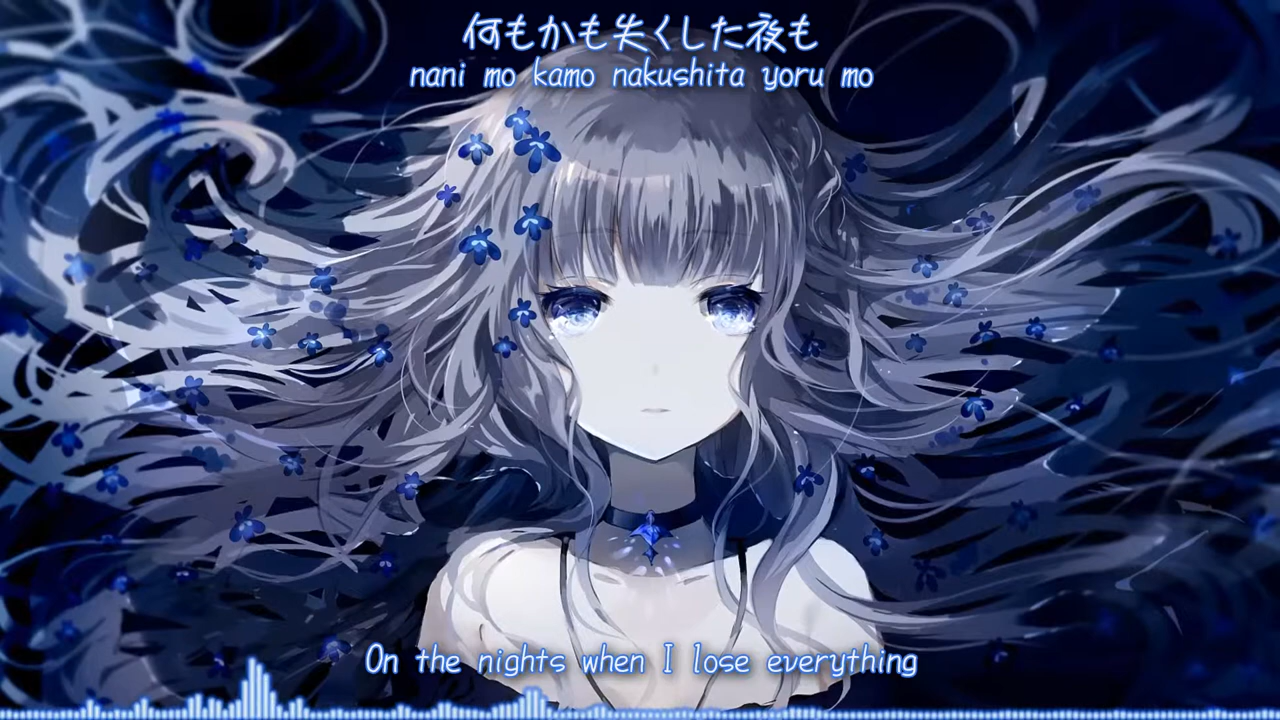 何もかも失くした夜も
nani mo kamo nakushita yoru mo
On the nights when I lose everything